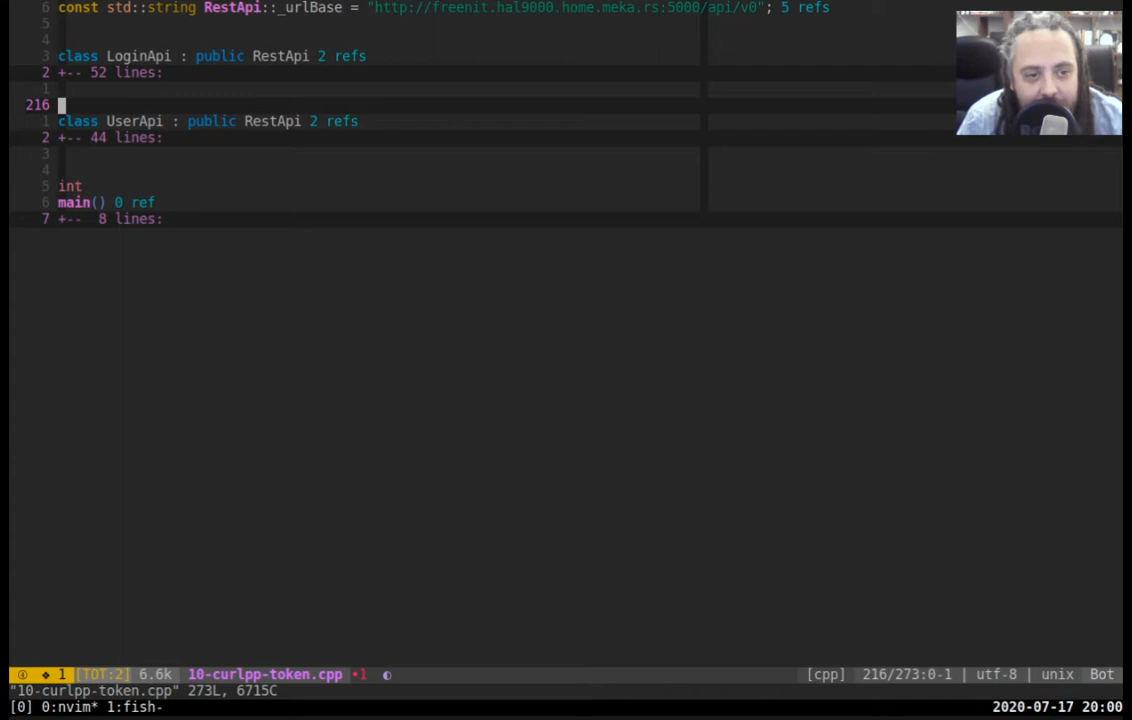 6 const std::string RestApi::_urlBase = "http://freenit.hal9000.home.meka.rs:5000/api/v0"; 5 refs
5
4
3 class LoginApi : public RestApi 2 refs
2 +-- 52 lines:
1
216
1 class UserApi : public RestApi 2 refs
2 +-- 44 lines:
3
4
5 int
6 main() 0 ref
7 +--  8 lines:
④ ❖ 1 [TOT:2] 6.6k 10-curlpp-token.cpp •1 ◐ [cpp] 216/273:0-1 | utf-8 | unix Bot
"10-curlpp-token.cpp" 273L, 6715C
[0] 0:nvim* 1:fish- 2020-07-17 20:00